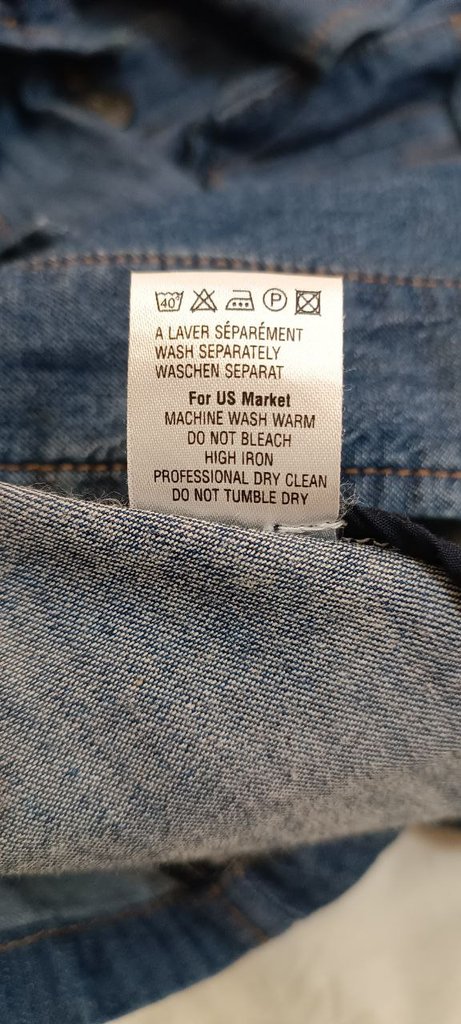 40° P
A LAVER SÉPARÉMENT
WASH SEPARATELY
WASCHEN SEPARAT
For US Market
MACHINE WASH WARM
DO NOT BLEACH
HIGH IRON
PROFESSIONAL DRY CLEAN
DO NOT TUMBLE DRY